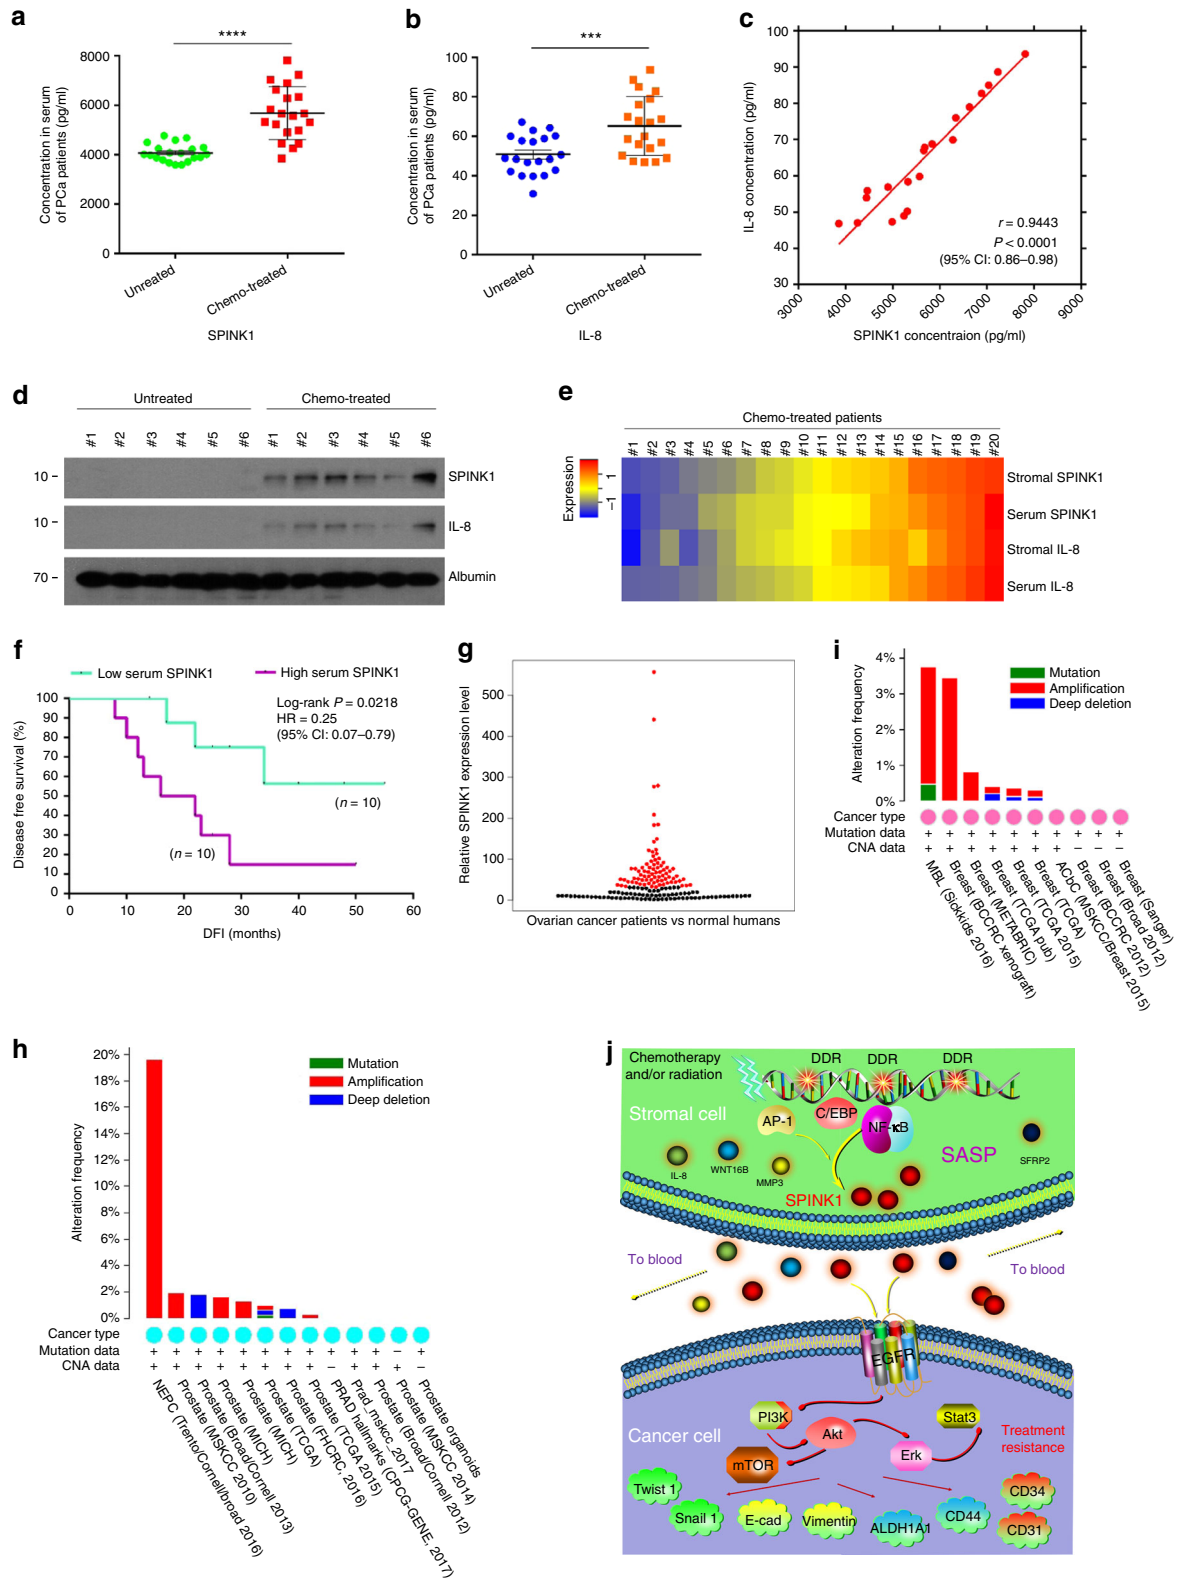 a
****
8000
6000
4000
2000
0
Concentration in serum
of PCa patients (pg/ml)
Untreated
Chemo-treated
SPINK1
b
***
100
80
60
40
20
0
Concentration in serum
of PCa patients (pg/ml)
Untreated
Chemo-treated
IL-8
c
100
90
80
70
60
50
40
30
IL-8 concentration (pg/ml)
r = 0.9443
P < 0.0001
(95% CI: 0.86–0.98)
3000
4000
5000
6000
7000
8000
9000
SPINK1 concentraion (pg/ml)
d
Untreated
Chemo-treated
#1 #2 #3 #4 #5 #6 #1 #2 #3 #4 #5 #6
10 –
SPINK1
10 –
IL-8
70 –
Albumin
e
Chemo-treated patients
#1 #2 #3 #4 #5 #6 #7 #8 #9 #10 #11 #12 #13 #14 #15 #16 #17 #18 #19 #20
Expression
1
–1
Stromal SPINK1
Serum SPINK1
Stromal IL-8
Serum IL-8
f
Low serum SPINK1
High serum SPINK1
Log-rank P = 0.0218
HR = 0.25
(95% CI: 0.07–0.79)
100
90
80
70
60
50
40
30
20
10
0
Disease free survival (%)
(n = 10)
(n = 10)
0 10 20 30 40 50 60
DFI (months)
g
500
400
300
200
100
0
Relative SPINK1 expression level
Ovarian cancer patients vs normal humans
i
4%
3%
2%
1%
0%
Alteration frequency
Mutation
Amplification
Deep deletion
Cancer type
Mutation data + + + + + + + + + +
CNA data + + + + + + + – – –
MBL (Sickkids 2016)
Breast (BCCRC xenograft)
Breast (METABRIC)
Breast (TCGA pub)
Breast (TCGA 2015)
Breast (TCGA)
ACbC (MSKCC/Breast 2015)
Breast (BCCRC 2012)
Breast (Broad 2012)
Breast (Sanger)
h
20%
18%
16%
14%
12%
10%
8%
6%
4%
2%
0%
Alteration frequency
Mutation
Amplification
Deep deletion
Cancer type
Mutation data + + + + + + + + + + + – +
CNA data + + + + + + + + – + + + –
NEPC (Trento/Cornell/broad 2016)
Prostate (MSKCC 2010)
Prostate (Broad/Cornell 2013)
Prostate (MICH)
Prostate (MICH)
Prostate (TCGA)
Prostate (FHCRC, 2016)
Prostate (TCGA 2015)
PRAD hallmarks (CPCG-GENE, 2017)
Prad_mskcc_2017
Prostate (Broad/Cornell 2012)
Prostate (MSKCC 2014)
Prostate organoids
j
Chemotherapy
and/or radiation
DDR
DDR
DDR
Stromal cell
AP-1
C/EBP
NF-κB
SASP
IL-8
WNT16B
MMP3
SFRP2
SPINK1
To blood
To blood
EGFR
PI3K
Akt
Stat3
Cancer cell
mTOR
Erk
Treatment
resistance
Twist 1
Snail 1
E-cad
Vimentin
ALDH1A1
CD44
CD34
CD31